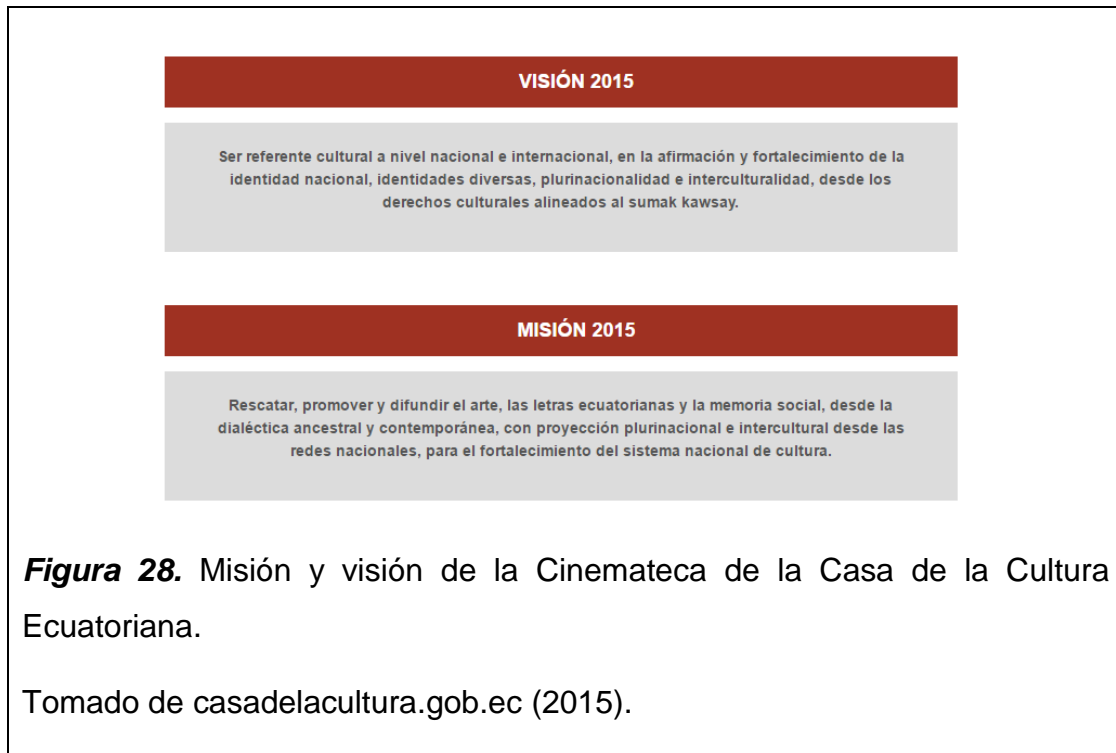 VISIÓN 2015
Ser referente cultural a nivel nacional e internacional, en la afirmación y fortalecimiento de la
identidad nacional, identidades diversas, plurinacionalidad e interculturalidad, desde los
derechos culturales alineados al sumak kawsay.
MISIÓN 2015
Rescatar, promover y difundir el arte, las letras ecuatorianas y la memoria social, desde la
dialéctica ancestral y contemporánea, con proyección plurinacional e intercultural desde las
redes nacionales, para el fortalecimiento del sistema nacional de cultura.
Figura 28. Misión y visión de la Cinemateca de la Casa de la Cultura
Ecuatoriana.
Tomado de casadelacultura.gob.ec (2015).